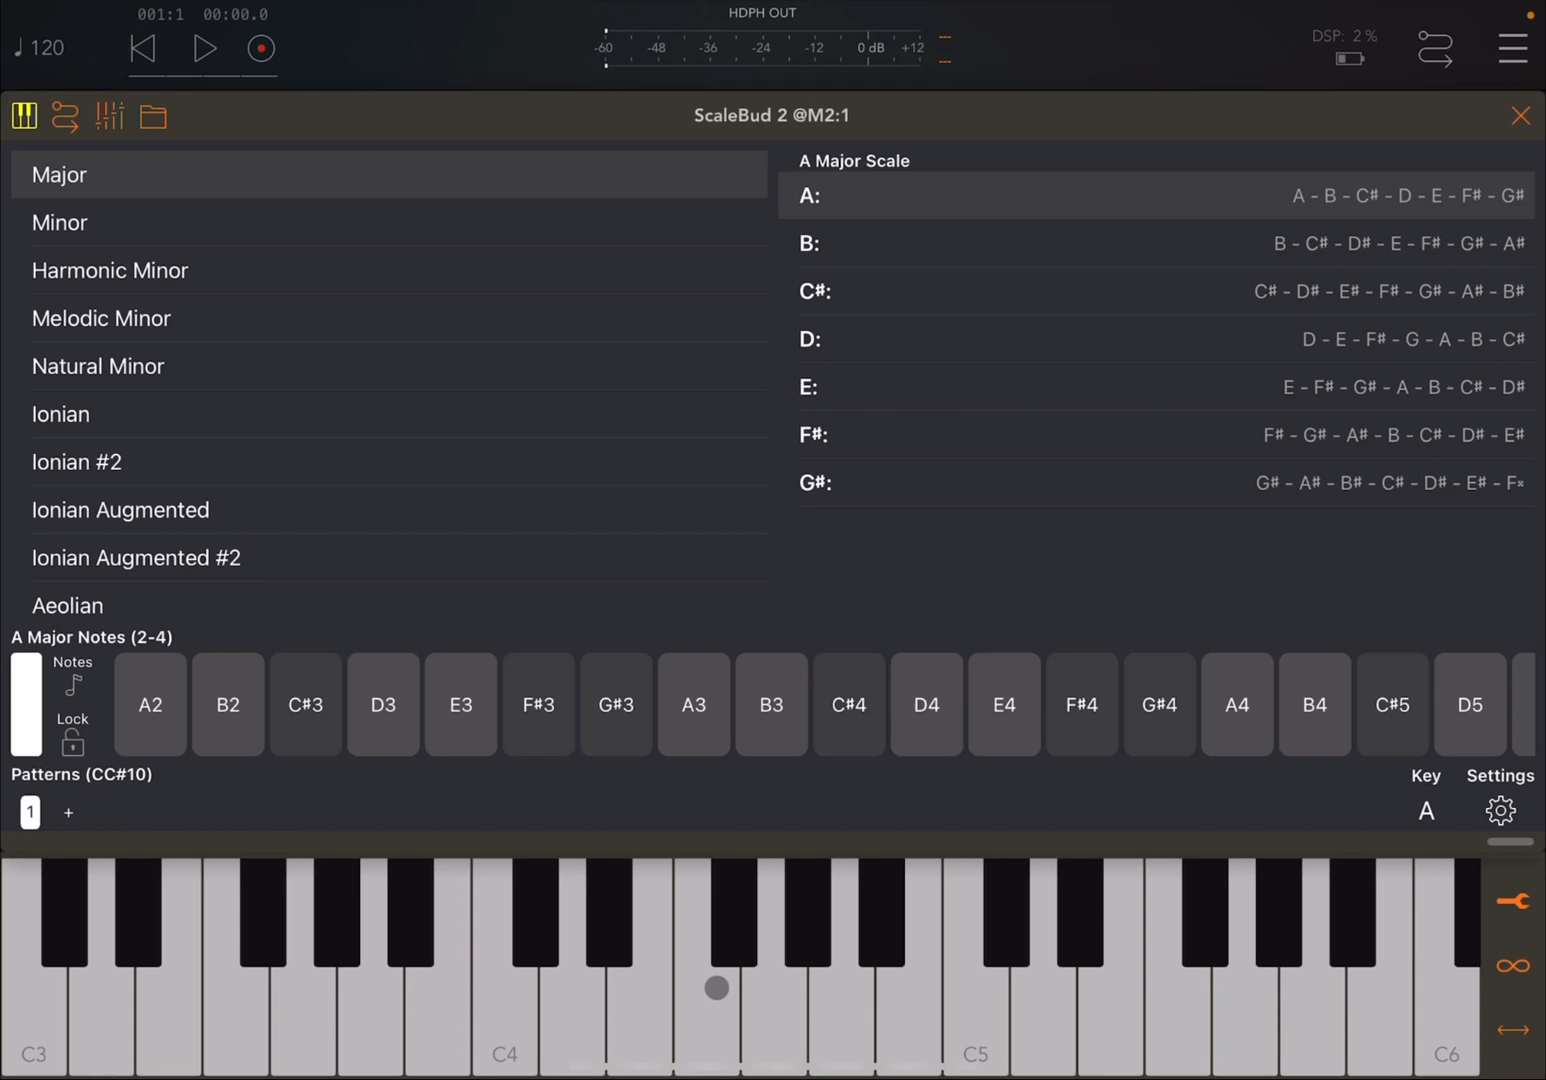 001:1 00:00.0
HDPH OUT
120
-60 -48 -36 -24 -12 0 dB +12
DSP: 2 %
ScaleBud 2 @M2:1
Major
Minor
Harmonic Minor
Melodic Minor
Natural Minor
Ionian
Ionian #2
Ionian Augmented
Ionian Augmented #2
Aeolian
A Major Scale
A: A - B - C♯ - D - E - F♯ - G♯
B: B - C♯ - D♯ - E - F♯ - G♯ - A♯
C♯: C♯ - D♯ - E♯ - F♯ - G♯ - A♯ - B♯
D: D - E - F♯ - G - A - B - C♯
E: E - F♯ - G♯ - A - B - C♯ - D♯
F♯: F♯ - G♯ - A♯ - B - C♯ - D♯ - E♯
G♯: G♯ - A♯ - B♯ - C♯ - D♯ - E♯ - F𝄪
A Major Notes (2-4)
Notes
Lock
A2 B2 C♯3 D3 E3 F♯3 G♯3 A3 B3 C♯4 D4 E4 F♯4 G♯4 A4 B4 C♯5 D5
Patterns (CC#10)
1 +
Key Settings
A
C3 C4 C5 C6